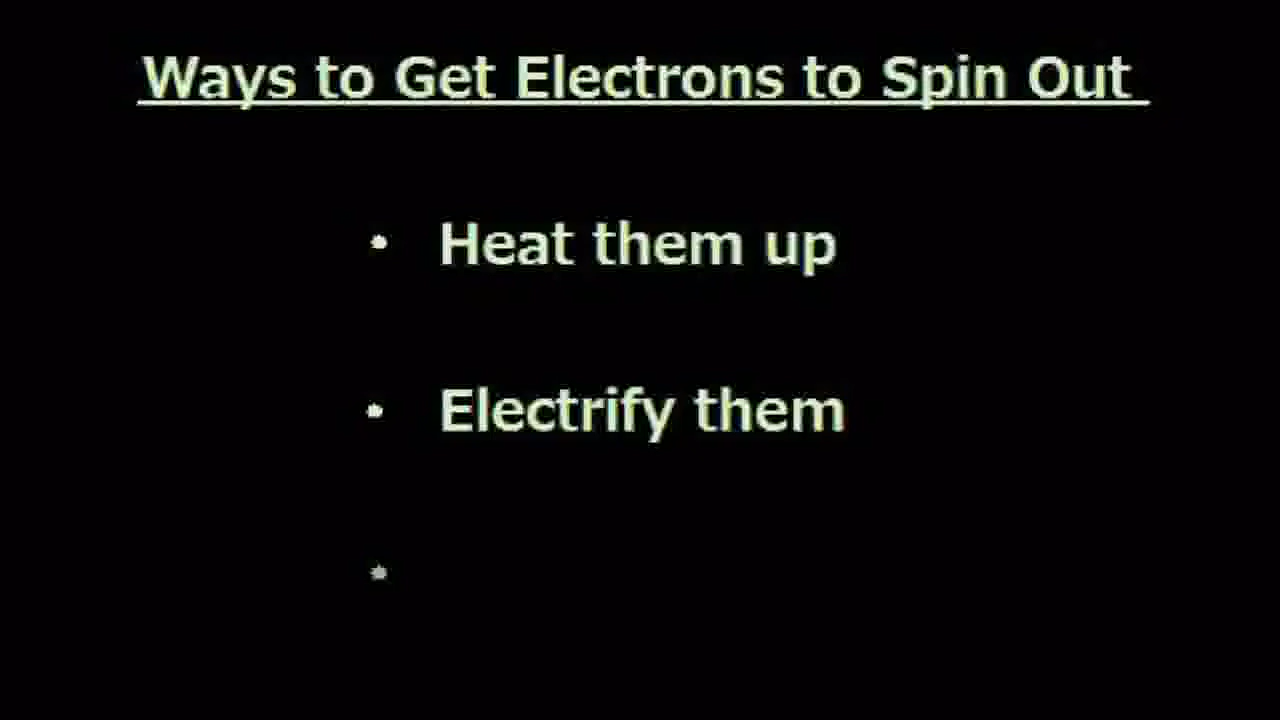 Ways to Get Electrons to Spin Out
• Heat them up
• Electrify them
•